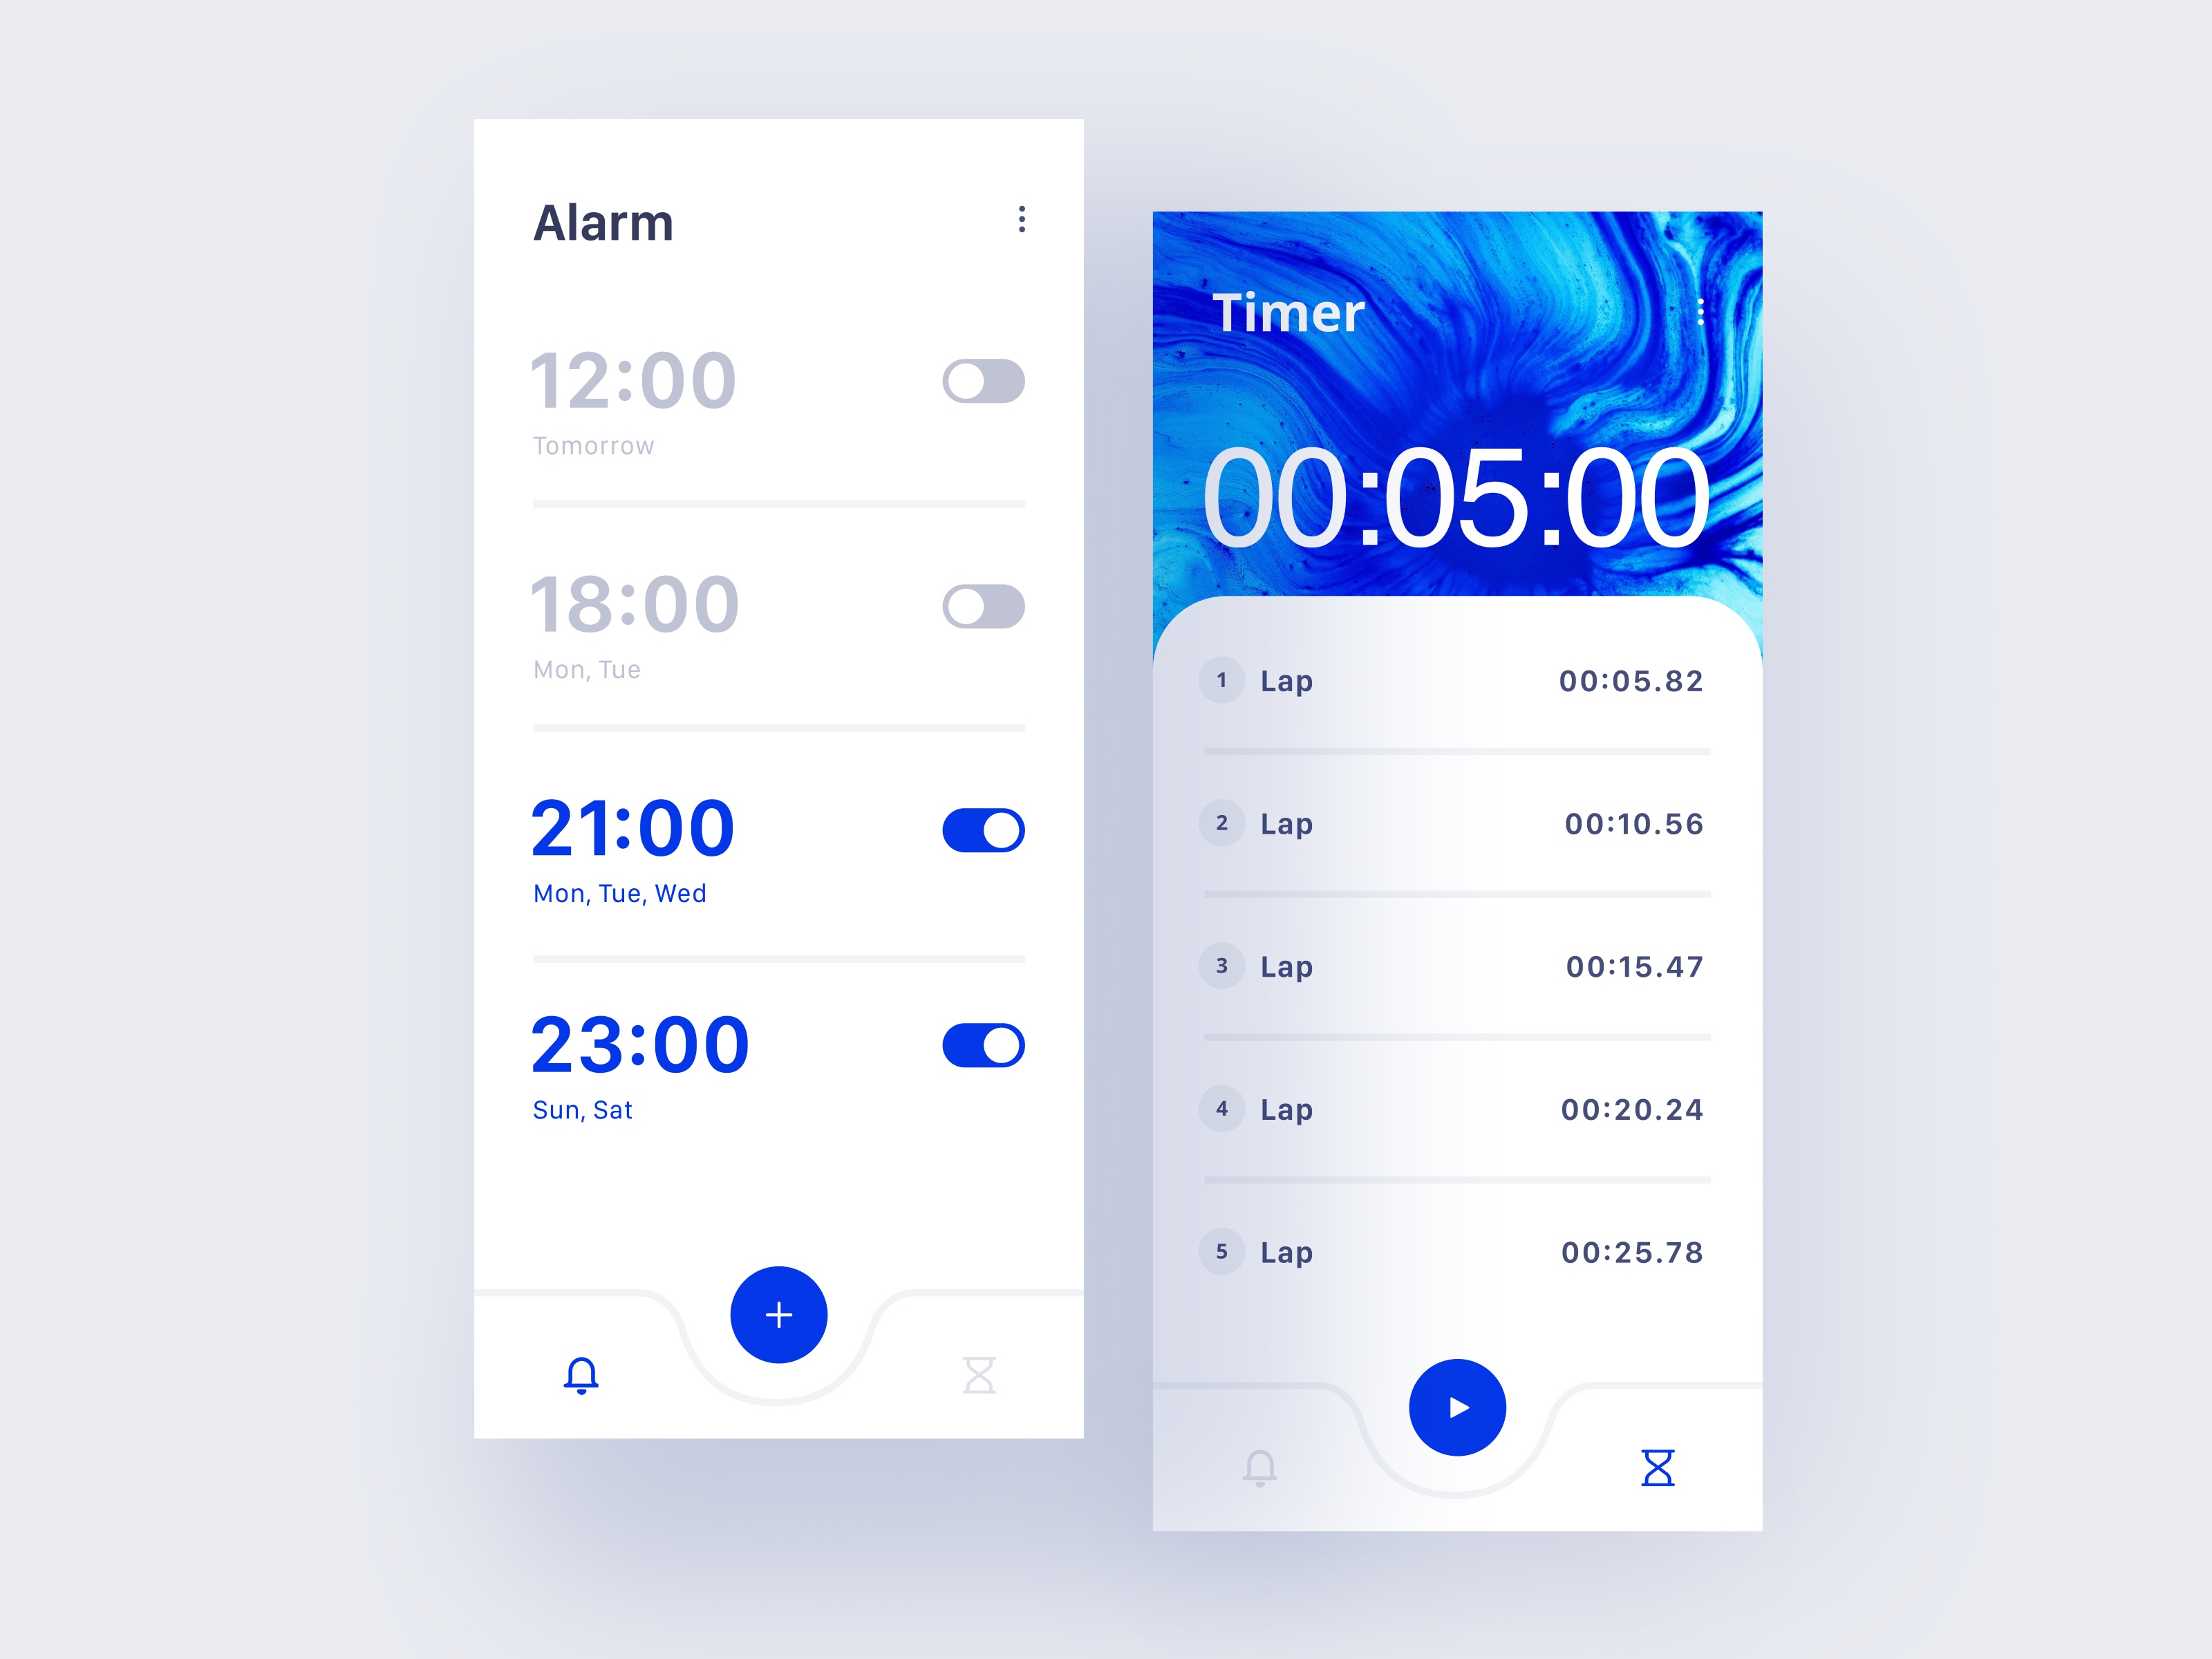 Alarm
12:00
Tomorrow
18:00
Mon, Tue
21:00
Mon, Tue, Wed
23:00
Sun, Sat
Timer
00:05:00
1 Lap 00:05.82
2 Lap 00:10.56
3 Lap 00:15.47
4 Lap 00:20.24
5 Lap 00:25.78